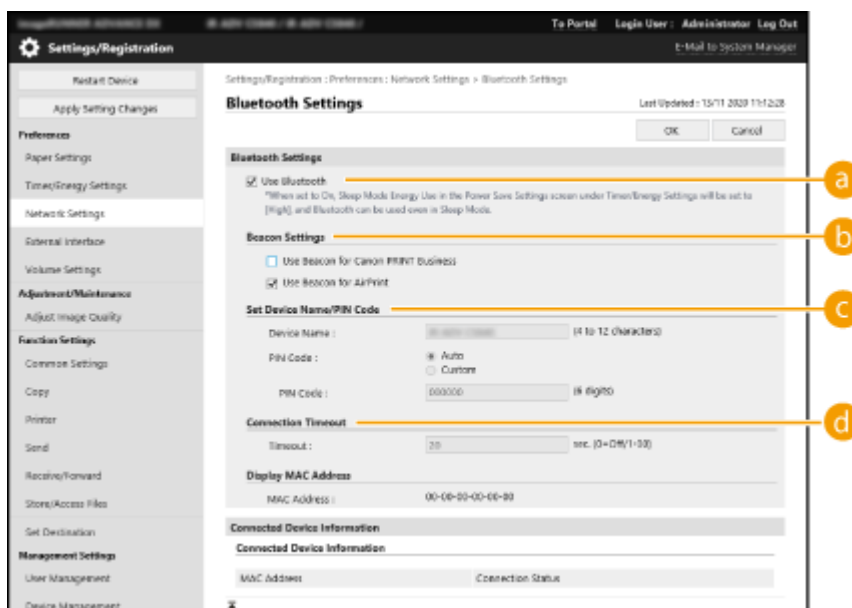 To Portal Login User : Administrator Log Out
Settings/Registration
E-Mail to System Manager
Restart Device
Apply Setting Changes
Preferences
Paper Settings
Timer/Energy Settings
Network Settings
External Interface
Volume Settings
Adjustment/Maintenance
Adjust Image Quality
Function Settings
Common Settings
Copy
Printer
Send
Receive/Forward
Store/Access Files
Set Destination
Management Settings
User Management
Device Management
Settings/Registration : Preferences : Network Settings > Bluetooth Settings
Bluetooth Settings
Last Updated : 13/11 2020 11:12:28
OK Cancel
Bluetooth Settings
Use Bluetooth
*When set to On, Sleep Mode Energy Use in the Power Save Settings screen under Timer/Energy Settings will be set to
[High], and Bluetooth can be used even in Sleep Mode.
Beacon Settings
Use Beacon for Canon PRINT Business
Use Beacon for AirPrint
Set Device Name/PIN Code
Device Name : (4 to 12 characters)
PIN Code : Auto
Custom
PIN Code : 000000 (6 digits)
Connection Timeout
Timeout : 20 sec. (0=Off/1-30)
Display MAC Address
MAC Address : 00-00-00-00-00-00
Connected Device Information
Connected Device Information
MAC Address Connection Status
a
b
c
d